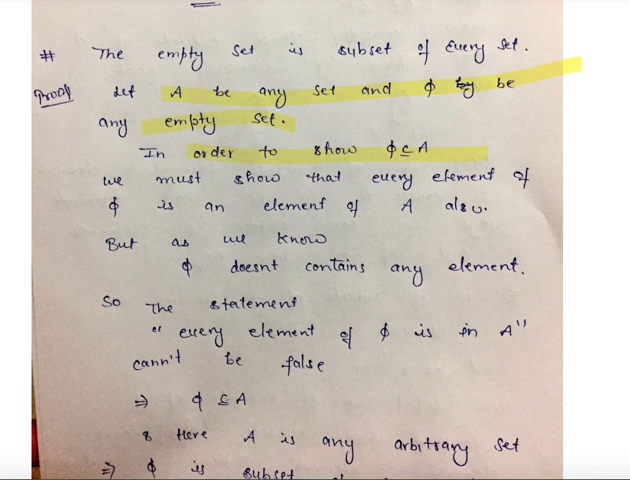 # The empty set is subset of every set.
Proof Let A be any set and ϕ by be
any empty set.
In order to show ϕ ⊆ A
we must show that every element of
ϕ is an element of A also.
But as we know
ϕ doesnt contains any element.
So The statement
" every element of ϕ is in A"
cann't be false
⇒ ϕ ⊆ A
& Here A is any arbitrary set
⇒ ϕ is subset